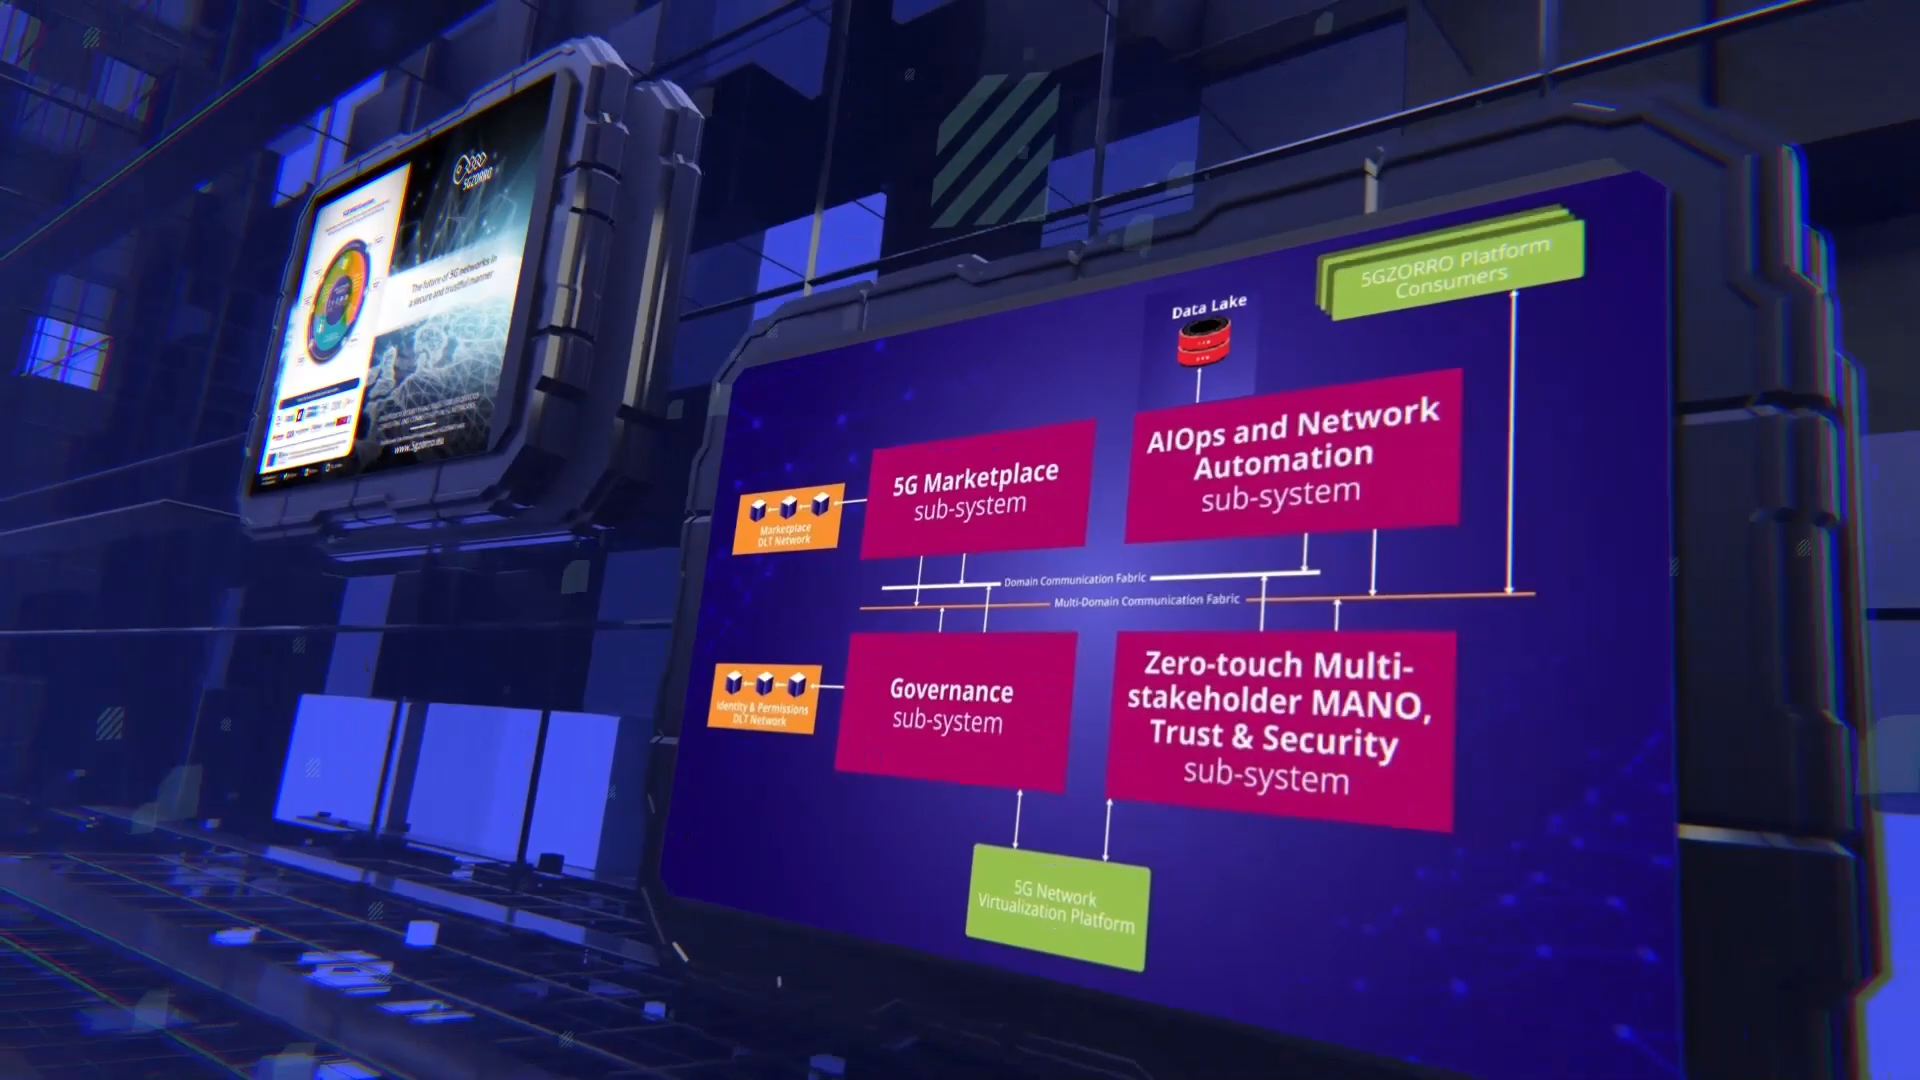 5GZORRO
The future of 5G networks in
a secure and trustful manner
www.5gzorro.eu
5GZORRO Platform
Consumers
Data Lake
AIOps and Network
Automation
sub-system
5G Marketplace
sub-system
Marketplace
DLT Network
Domain Communication Fabric
Multi-Domain Communication Fabric
Governance
sub-system
Identity & Permissions
DLT Network
Zero-touch Multi-
stakeholder MANO,
Trust & Security
sub-system
5G Network
Virtualization Platform